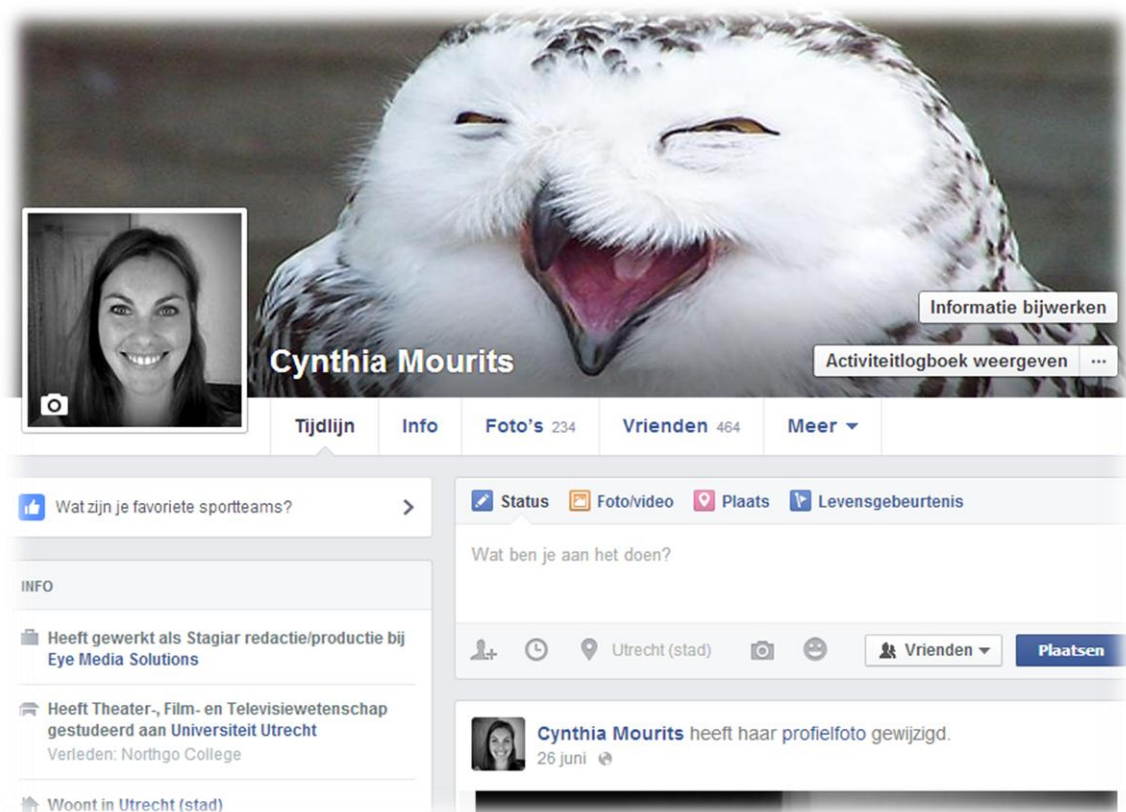 Informatie bijwerken
Cynthia Mourits
Activiteitlogboek weergeven ...
Tijdlijn Info Foto's 234 Vrienden 464 Meer
Wat zijn je favoriete sportteams?
Status Foto/video Plaats Levensgebeurtenis
Wat ben je aan het doen?
INFO
Heeft gewerkt als Stagiar redactie/productie bij
Eye Media Solutions
Utrecht (stad) Vrienden Plaatsen
Heeft Theater-, Film- en Televisiewetenschap
gestudeerd aan Universiteit Utrecht
Verleden: Northgo College
Woont in Utrecht (stad)
Cynthia Mourits heeft haar profielfoto gewijzigd.
26 juni